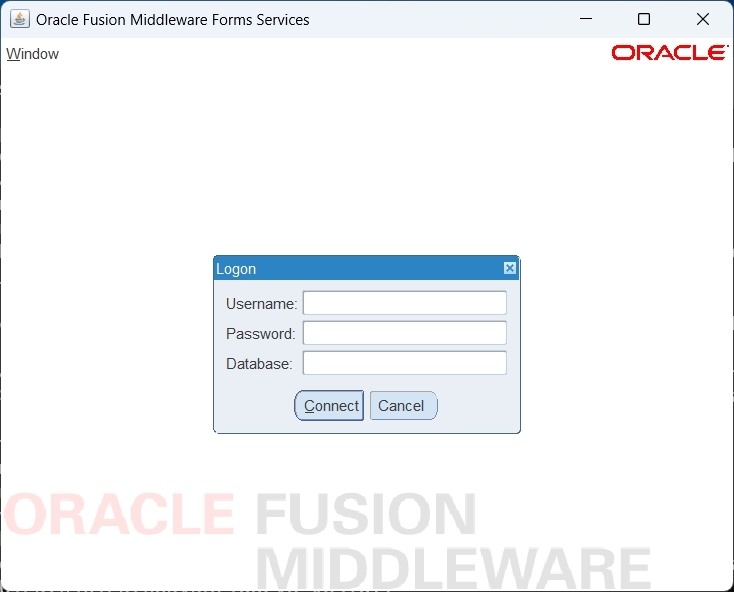 Oracle Fusion Middleware Forms Services
Window
ORACLE
Logon
Username:
Password:
Database:
Connect Cancel
ORACLE FUSION
MIDDLEWARE